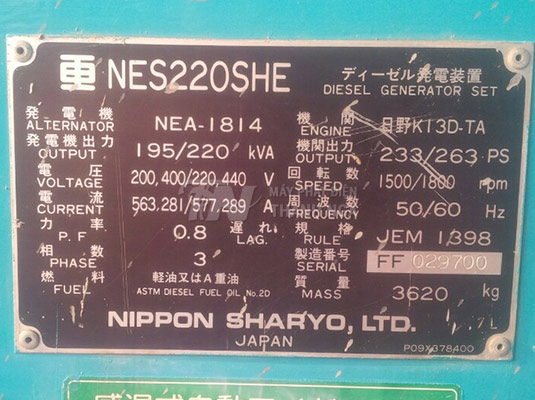 NES220SHE
ディーゼル発電装置
DIESEL GENERATOR SET
発電機
ALTERNATOR
NEA-1814
発電機出力
OUTPUT
195/220 kVA
電圧
VOLTAGE
200,400/220,440 V
電流
CURRENT
563.281/577.289 A
力率
P.F
0.8
遅れ
LAG.
相数
PHASE
3
燃料
FUEL
軽油又はA重油
ASTM DIESEL FUEL OIL No.2D
機関
ENGINE
日野K13D-TA
機関出力
OUTPUT
233/263 PS
回転数
SPEED
1500/1800 rpm
周波数
FREQUENCY
50/60 Hz
規格
RULE
JEM 1398
製造番号
SERIAL
FF 029700
質量
MASS
3620 kg
NIPPON SHARYO, LTD.
JAPAN
P09X378400